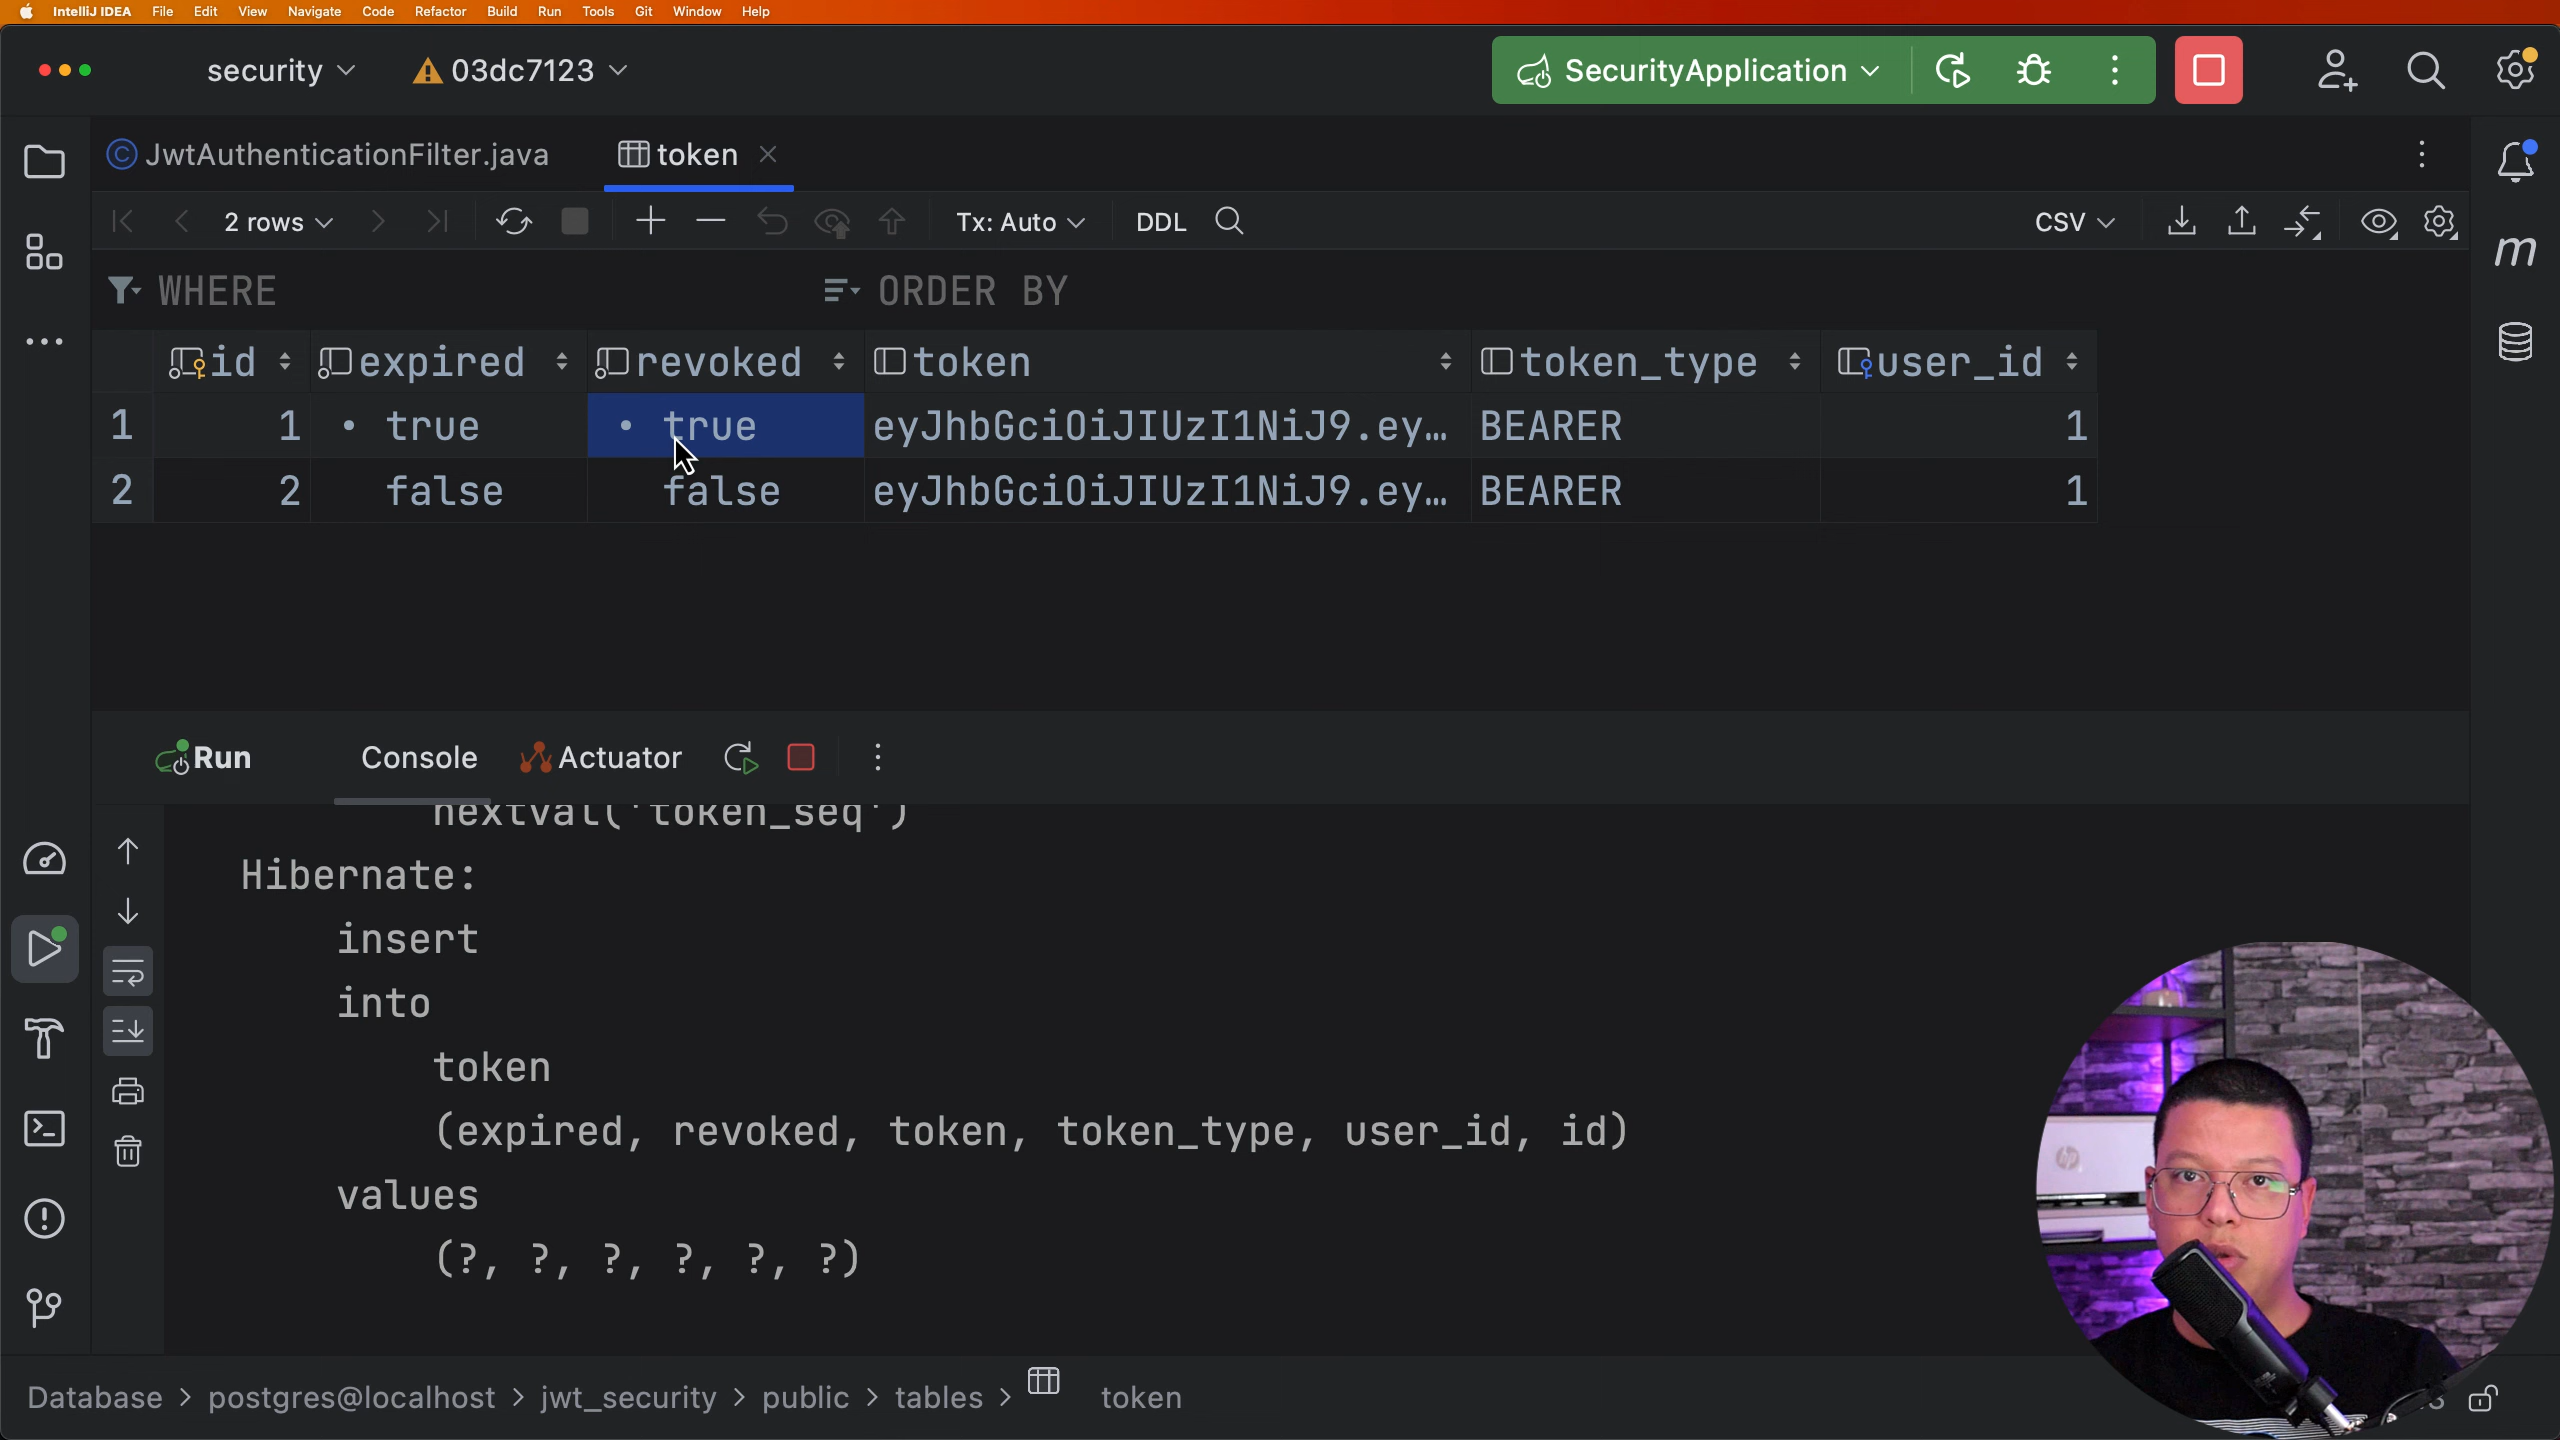 IntelliJ IDEA File Edit View Navigate Code Refactor Build Run Tools Git Window Help
security 03dc7123 SecurityApplication
JwtAuthenticationFilter.java token
2 rows Tx: Auto DDL CSV
WHERE ORDER BY
id expired revoked token token_type user_id
1 1 true true eyJhbGciOiJIUzI1NiJ9.ey… BEARER 1
2 2 false false eyJhbGciOiJIUzI1NiJ9.ey… BEARER 1
Run Console Actuator
nextval('token_seq')
Hibernate:
insert
into
token
(expired, revoked, token, token_type, user_id, id)
values
(?, ?, ?, ?, ?, ?)
Database > postgres@localhost > jwt_security > public > tables > token
hp